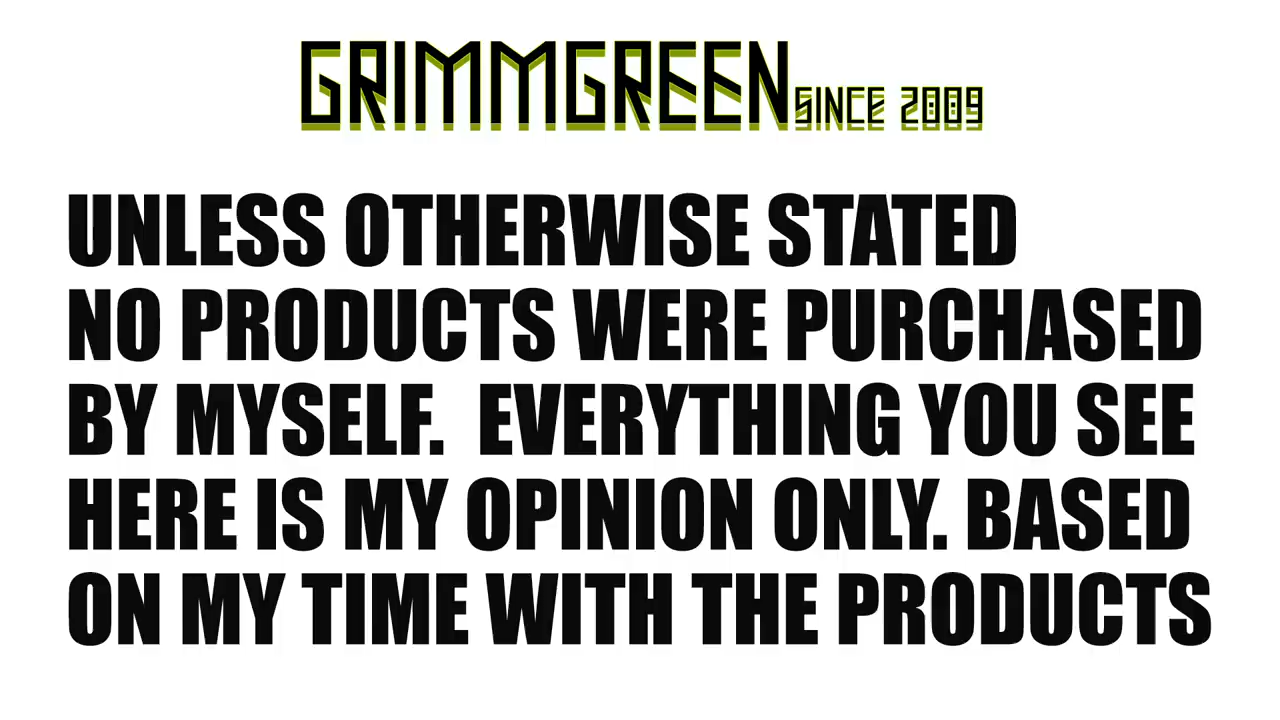 GRIMMGREEN SINCE 2009
UNLESS OTHERWISE STATED
NO PRODUCTS WERE PURCHASED
BY MYSELF.  EVERYTHING YOU SEE
HERE IS MY OPINION ONLY. BASED
ON MY TIME WITH THE PRODUCTS